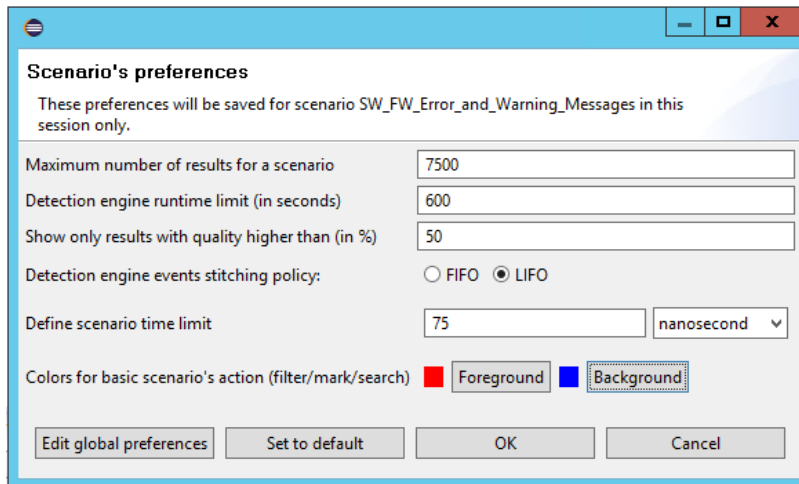 Scenario's preferences
These preferences will be saved for scenario SW_FW_Error_and_Warning_Messages in this
session only.
Maximum number of results for a scenario 7500
Detection engine runtime limit (in seconds) 600
Show only results with quality higher than (in %) 50
Detection engine events stitching policy: FIFO LIFO
Define scenario time limit 75 nanosecond
Colors for basic scenario's action (filter/mark/search) Foreground Background
Edit global preferences Set to default OK Cancel